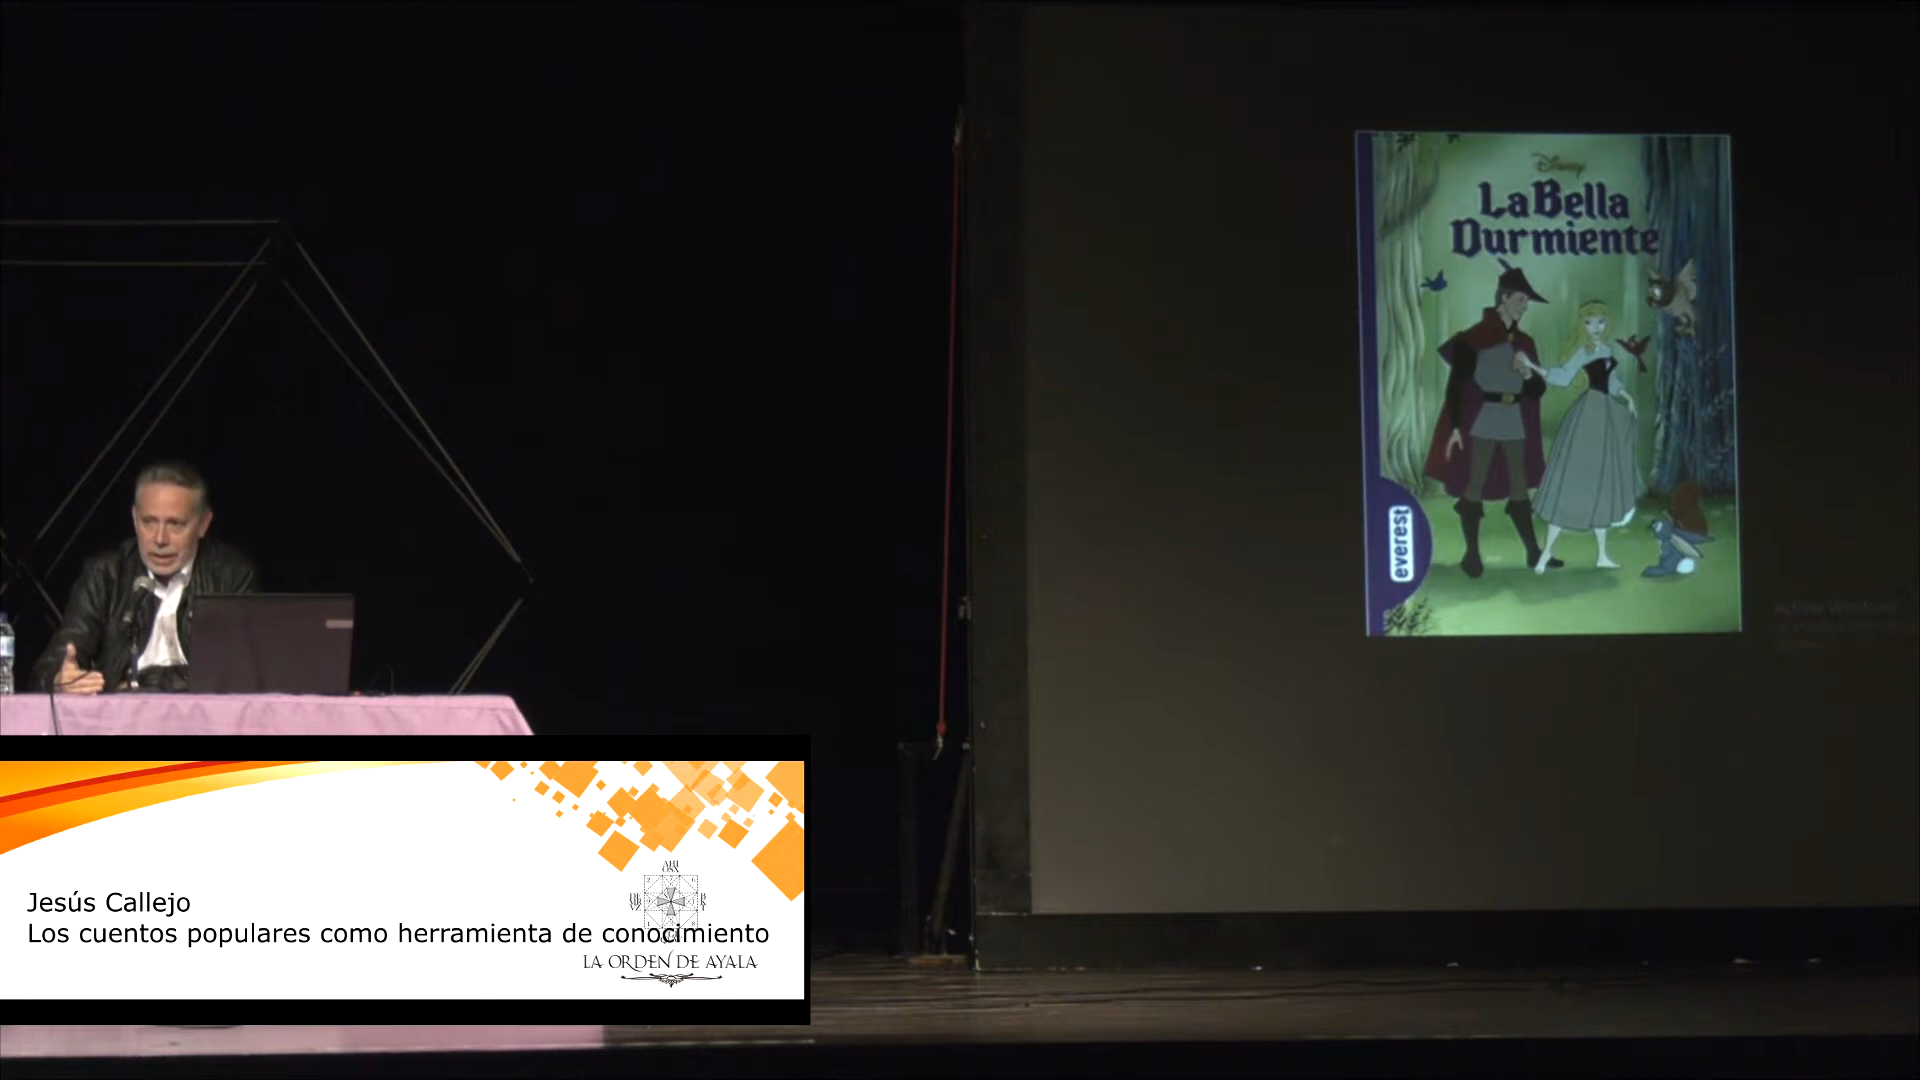 Disney
La Bella
Durmiente
everest
Jesús Callejo
Los cuentos populares como herramienta de conocimiento
LA ORDEN DE AYALA